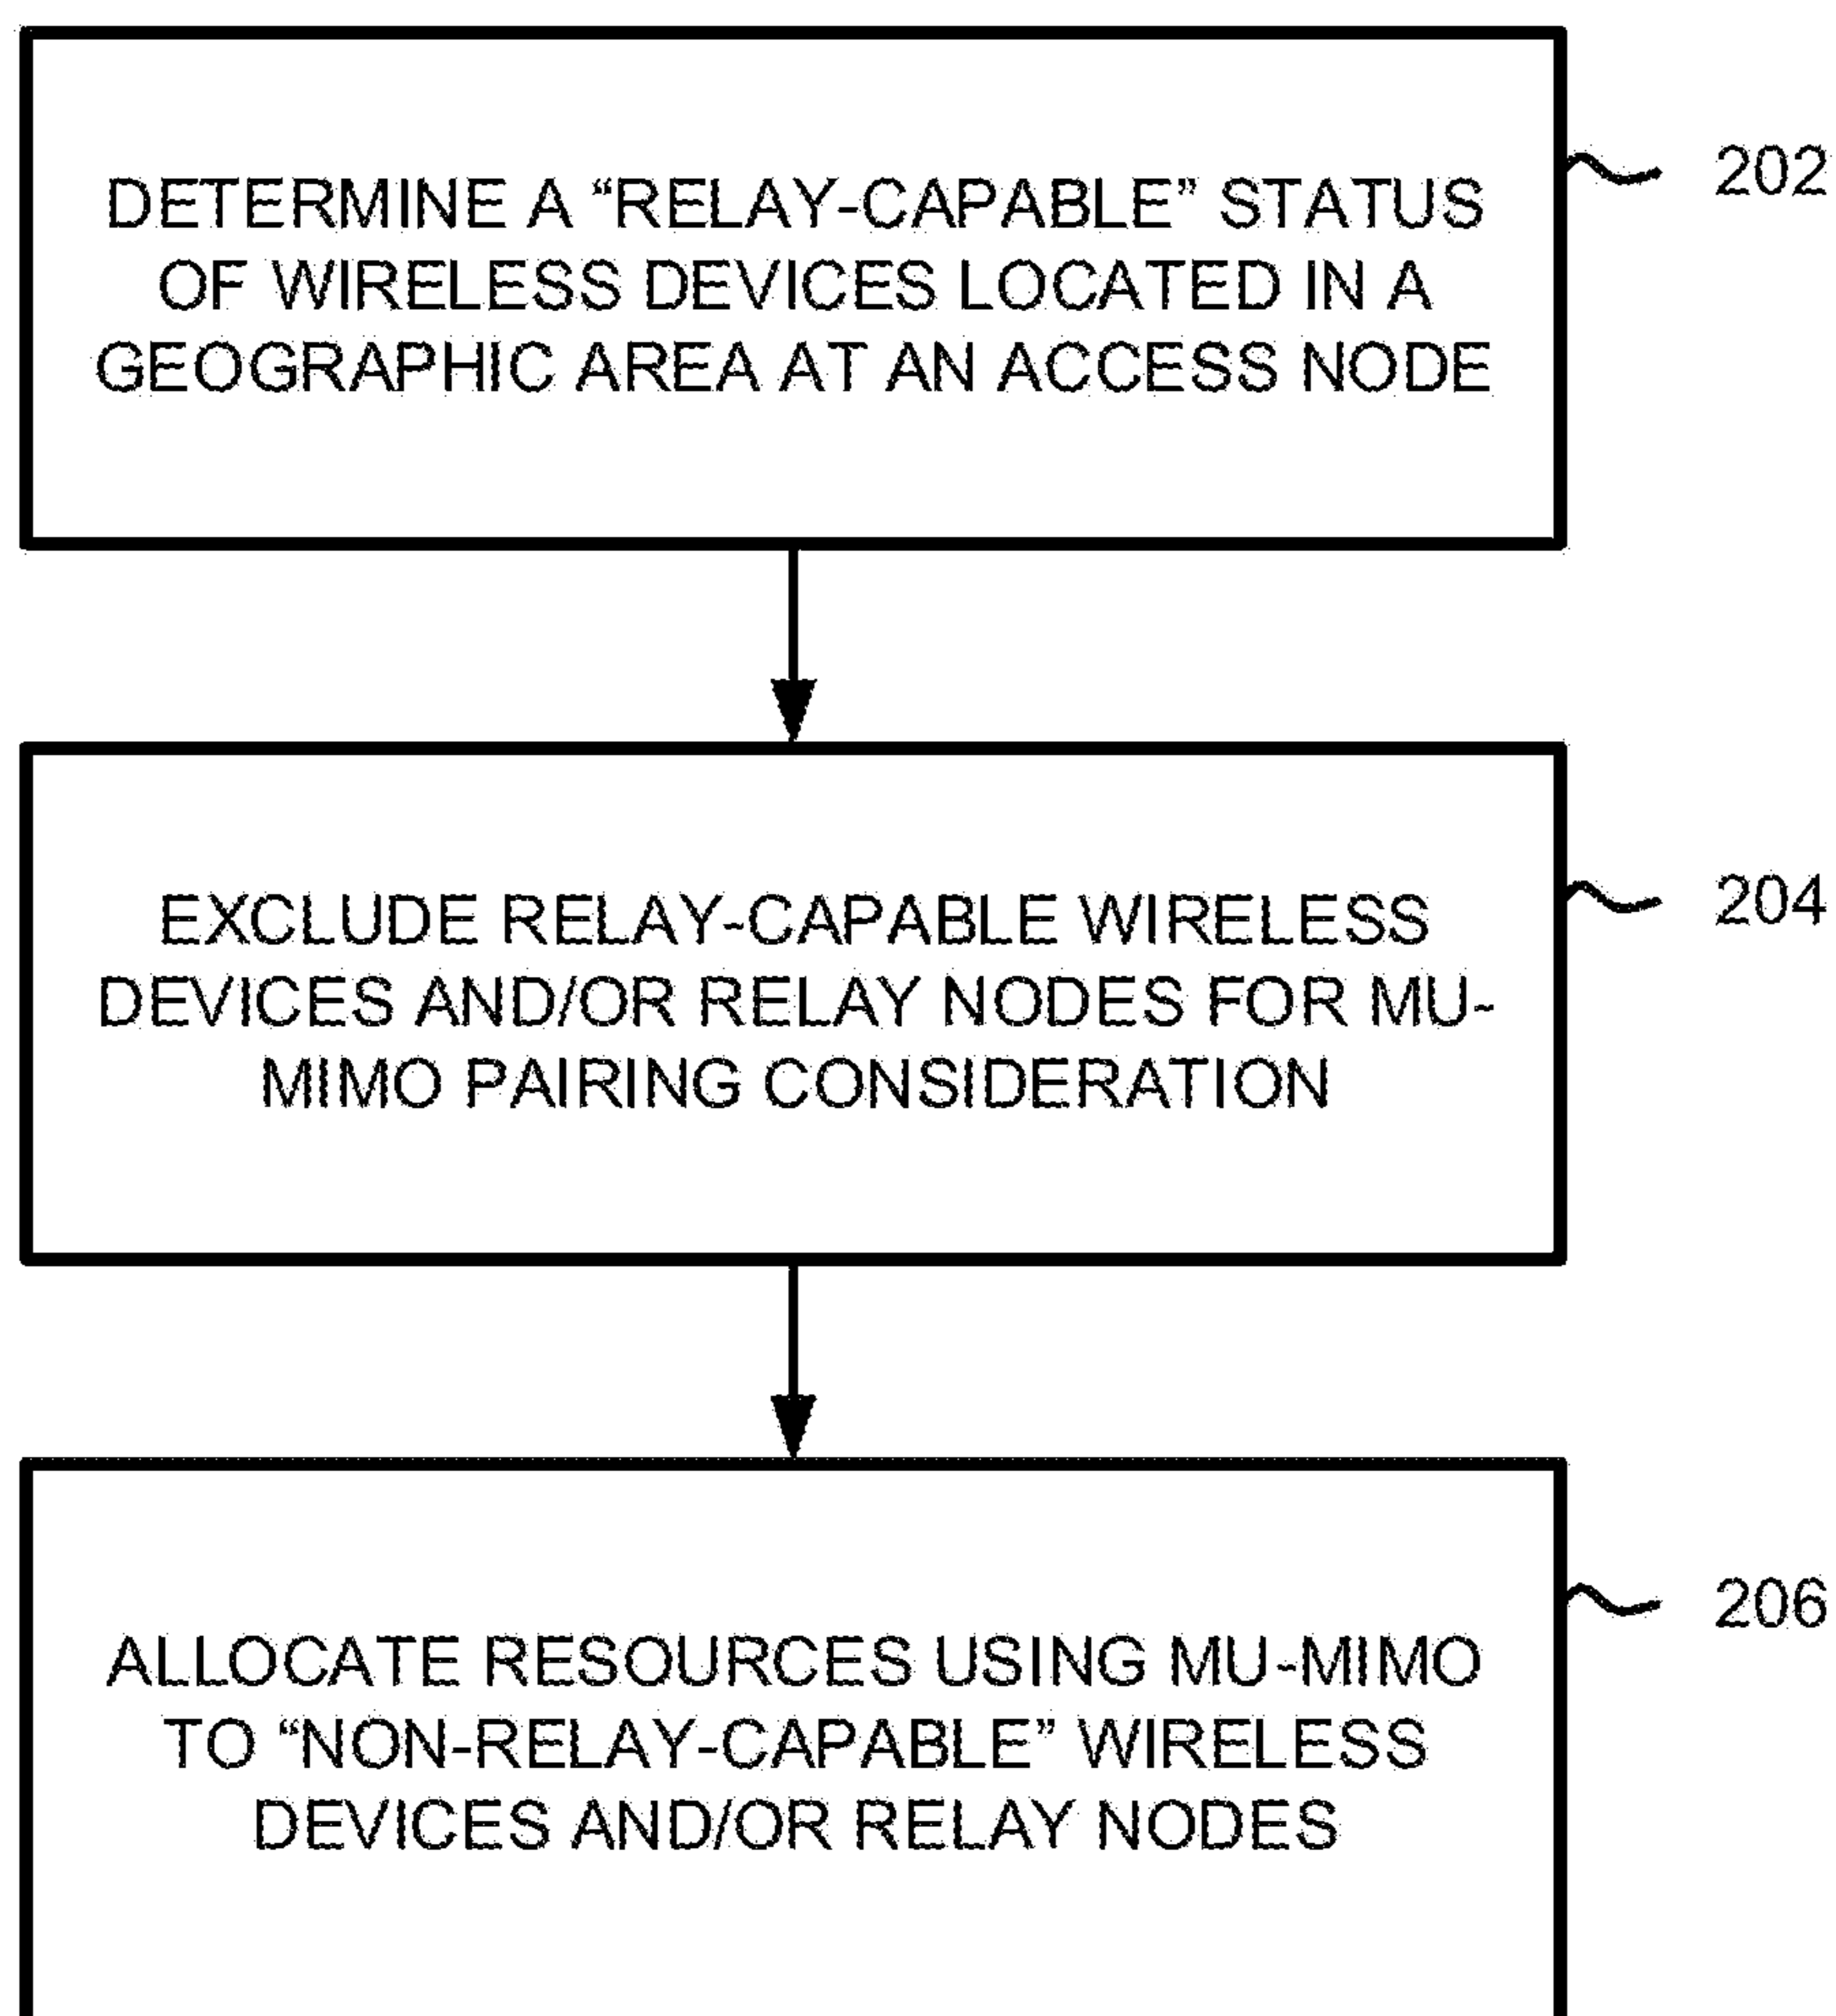 DETERMINE A “RELAY-CAPABLE” STATUS
OF WIRELESS DEVICES LOCATED IN A
GEOGRAPHIC AREA AT AN ACCESS NODE
202
EXCLUDE RELAY-CAPABLE WIRELESS
DEVICES AND/OR RELAY NODES FOR MU-
MIMO PAIRING CONSIDERATION
204
ALLOCATE RESOURCES USING MU-MIMO
TO “NON-RELAY-CAPABLE” WIRELESS
DEVICES AND/OR RELAY NODES
206